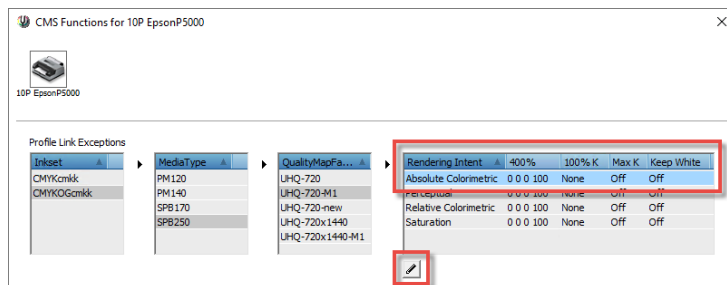 CMS Functions for 10P EpsonP5000
10P EpsonP5000
Profile Link Exceptions
Inkset
CMYKcmkk
CMYKOGcmkk
MediaType
PM120
PM140
SPB170
SPB250
QualityMapFa...
UHQ-720
UHQ-720-M1
UHQ-720-new
UHQ-720x1440
UHQ-720x1440-M1
Rendering Intent 400% 100% K Max K Keep White
Absolute Colorimetric 0 0 0 100 None Off Off
Perceptual 0 0 0 100 None Off Off
Relative Colorimetric 0 0 0 100 None Off Off
Saturation 0 0 0 100 None Off Off